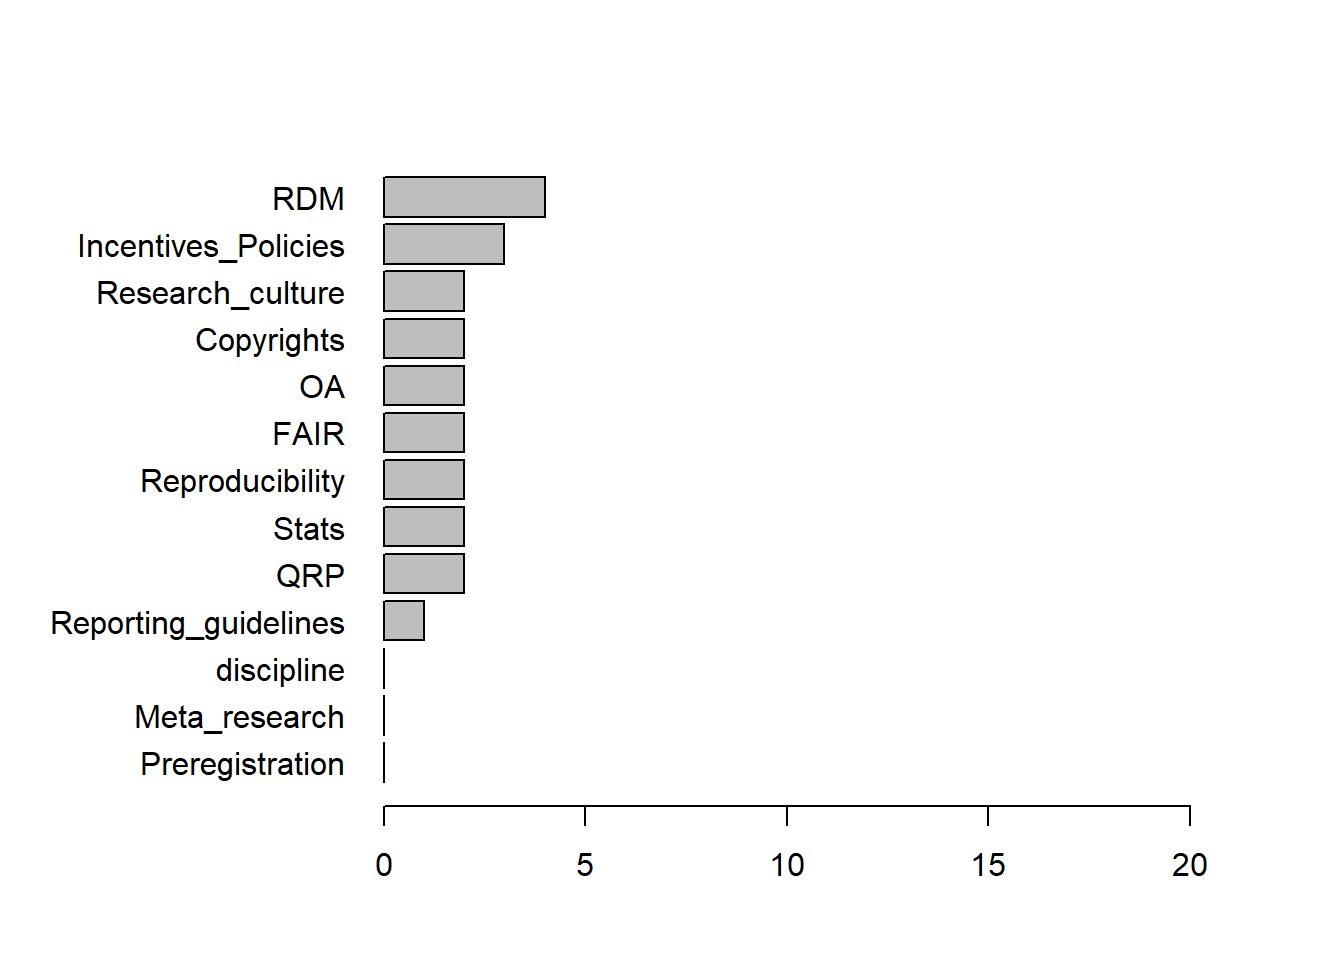 RDM
Incentives_Policies
Research_culture
Copyrights
OA
FAIR
Reproducibility
Stats
QRP
Reporting_guidelines
discipline
Meta_research
Preregistration
0 5 10 15 20